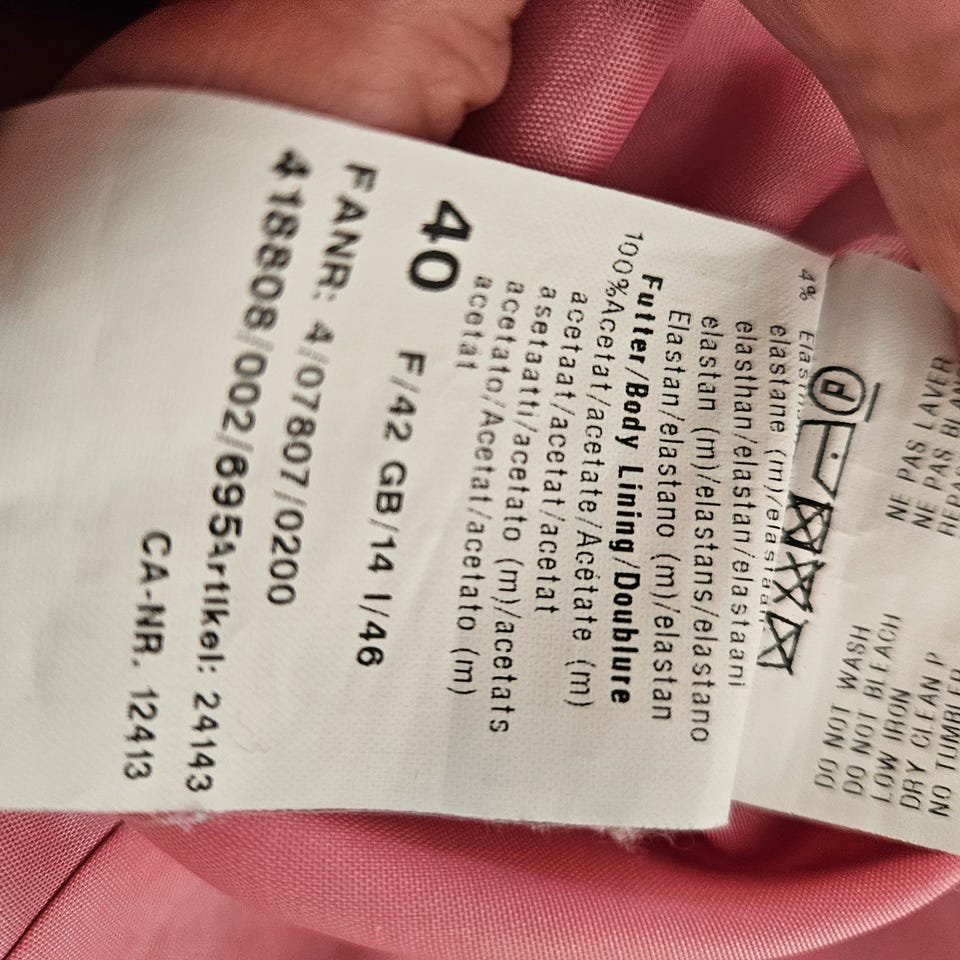 4% Elasthan
elastane (m)/elastaan
elasthan/elastan/elastaani
elastan (m)/elastans/elastano
Elastan/elastano (m)/elastan
Futter/Body Lining/Doublure
100%Acetat/acetate/Acétate (m)
acetaat/acetat/acetat
asetaatti/acetato (m)/acetats
acetato/Acetat/acetato (m)
acetát
40 F/42 GB/14 I/46
FANR: 4/07807/0200
418808/002/695Artikel: 24143
CA-NR. 12413
DO NOT WASH
DO NOT BLEACH
LOW IRON
DRY CLEAN P
NO TUMBLE
NE PAS LAVER
NE PAS